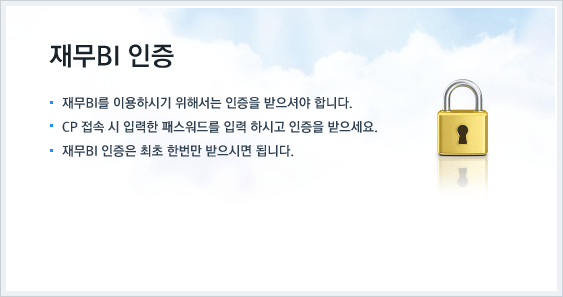 재무BI 인증
재무BI를 이용하시기 위해서는 인증을 받으셔야 합니다.
CP 접속 시 입력한 패스워드를 입력 하시고 인증을 받으세요.
재무BI 인증은 최초 한번만 받으시면 됩니다.